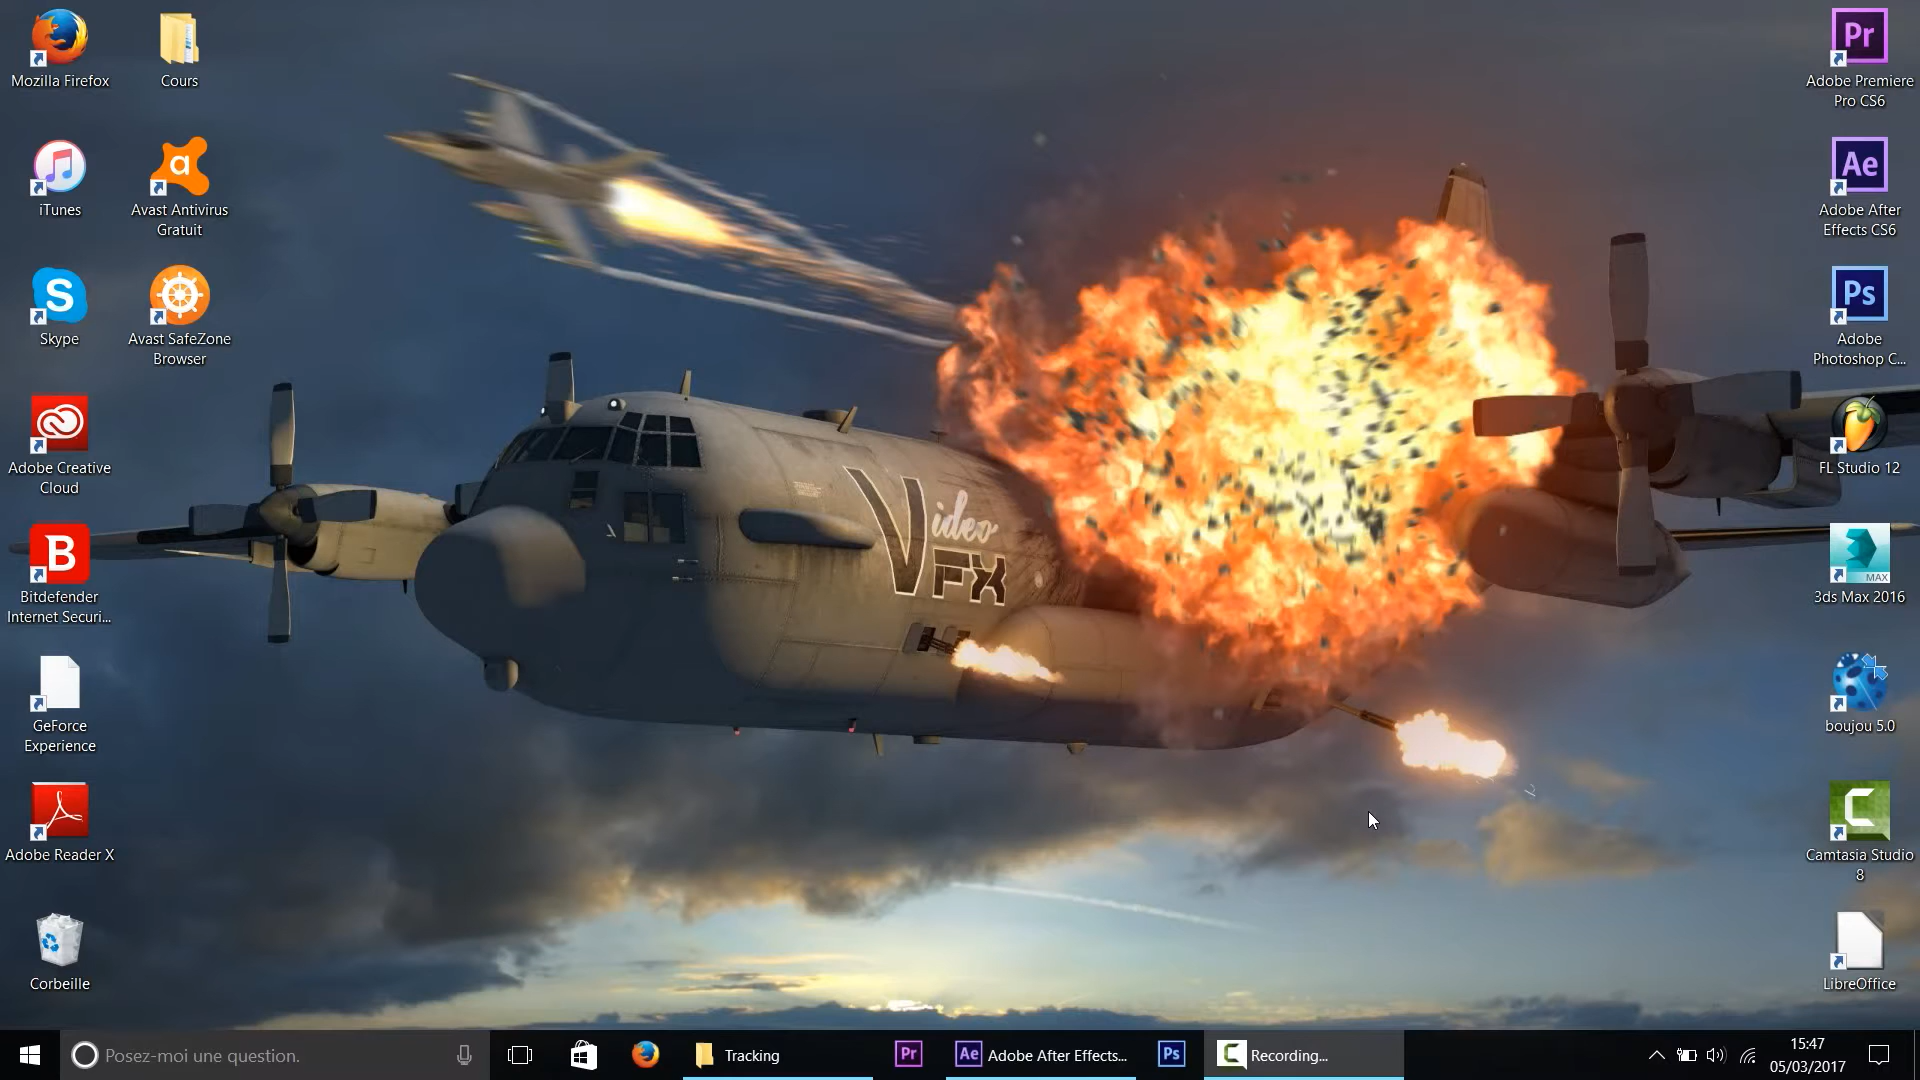 Mozilla Firefox
Cours
iTunes
Avast Antivirus
Gratuit
Skype
Avast SafeZone
Browser
Adobe Creative
Cloud
Bitdefender
Internet Securi...
GeForce
Experience
Adobe Reader X
Corbeille
Video
FX
Pr
Adobe Premiere
Pro CS6
Ae
Adobe After
Effects CS6
Ps
Adobe
Photoshop C...
FL Studio 12
MAX
3ds Max 2016
boujou 5.0
Camtasia Studio
8
LibreOffice
Posez-moi une question.
Tracking
Pr
Ae
Adobe After Effects...
Ps
Recording...
15:47
05/03/2017